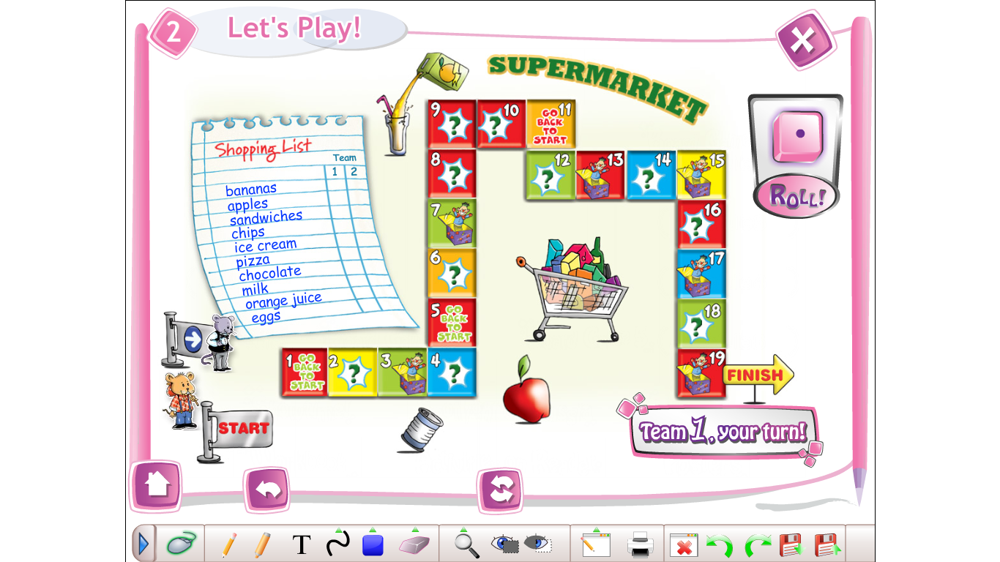 2
Let's Play!
SUPERMARKET
Shopping List
Team
1 2
bananas
apples
sandwiches
chips
ice cream
pizza
chocolate
milk
orange juice
eggs
9 ?
10 ?
11 GO
BACK
TO
START
8 ?
12 ?
13
14 ?
15
7
16 ?
6 ?
17
5 GO
BACK
TO
START
18 ?
1 GO
BACK
TO
START
2 ?
3
4 ?
19
FINISH
START
ROLL!
Team 1, your turn!
T